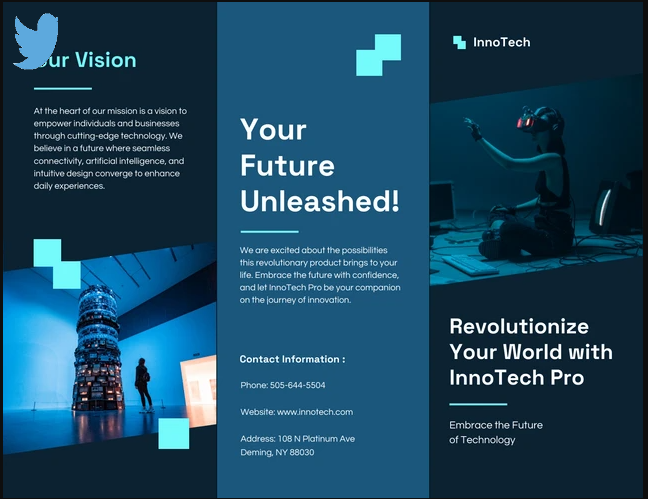 ur Vision
At the heart of our mission is a vision to
empower individuals and businesses
through cutting-edge technology. We
believe in a future where seamless
connectivity, artificial intelligence, and
intuitive design converge to enhance
daily experiences.
Your
Future
Unleashed!
We are excited about the possibilities
this revolutionary product brings to your
life. Embrace the future with confidence,
and let InnoTech Pro be your companion
on the journey of innovation.
Contact Information :
Phone: 505-644-5504
Website: www.innotech.com
Address: 108 N Platinum Ave
Deming, NY 88030
InnoTech
Revolutionize
Your World with
InnoTech Pro
Embrace the Future
of Technology